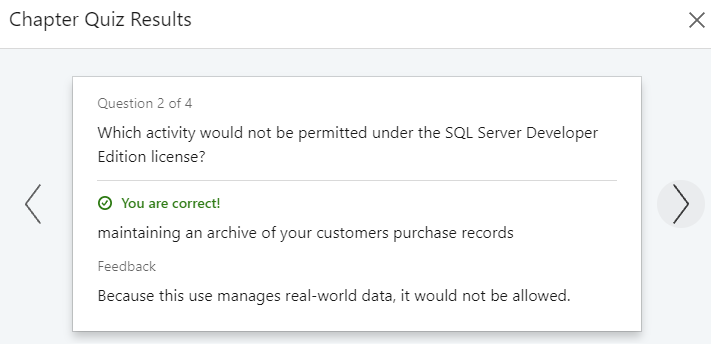 Chapter Quiz Results
Question 2 of 4
Which activity would not be permitted under the SQL Server Developer
Edition license?
You are correct!
maintaining an archive of your customers purchase records
Feedback
Because this use manages real-world data, it would not be allowed.